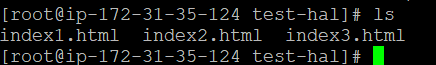 [root@ip-172-31-35-124 test-hal]# ls
index1.html  index2.html  index3.html
[root@ip-172-31-35-124 test-hal]#